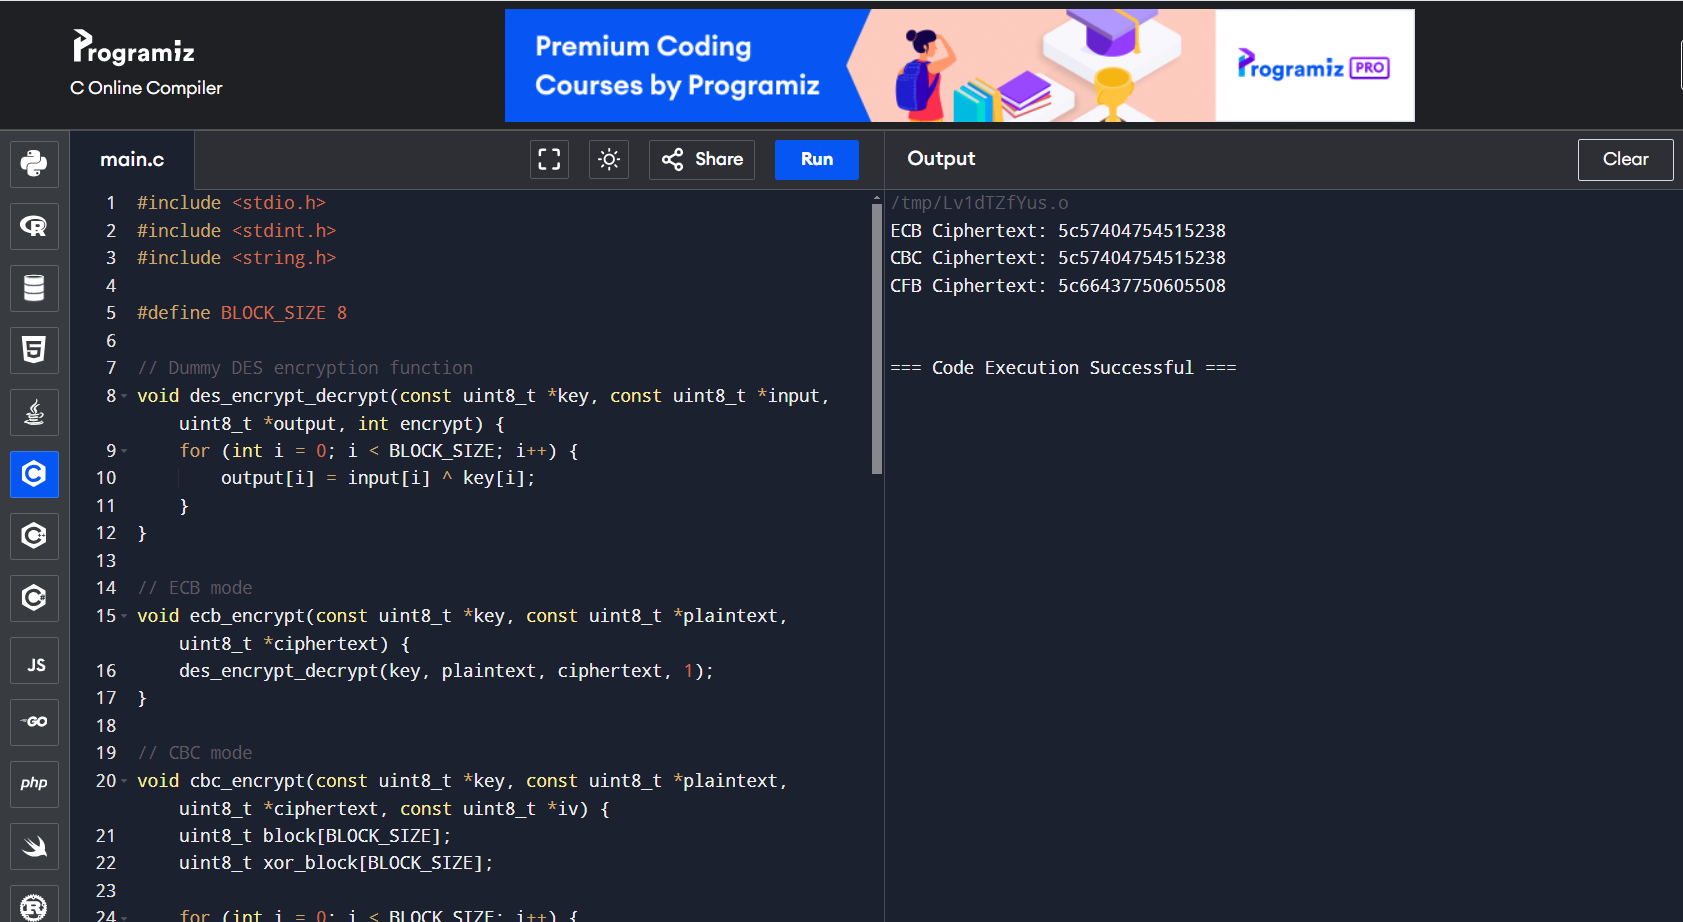 Programiz
C Online Compiler
Premium Coding
Courses by Programiz
Programiz PRO
main.c
Share
Run
Output
Clear
1 #include <stdio.h>
2 #include <stdint.h>
3 #include <string.h>
4
5 #define BLOCK_SIZE 8
6
7 // Dummy DES encryption function
8 void des_encrypt_decrypt(const uint8_t *key, const uint8_t *input,
uint8_t *output, int encrypt) {
9 for (int i = 0; i < BLOCK_SIZE; i++) {
10 output[i] = input[i] ^ key[i];
11 }
12 }
13
14 // ECB mode
15 void ecb_encrypt(const uint8_t *key, const uint8_t *plaintext,
uint8_t *ciphertext) {
16 des_encrypt_decrypt(key, plaintext, ciphertext, 1);
17 }
18
19 // CBC mode
20 void cbc_encrypt(const uint8_t *key, const uint8_t *plaintext,
uint8_t *ciphertext, const uint8_t *iv) {
21 uint8_t block[BLOCK_SIZE];
22 uint8_t xor_block[BLOCK_SIZE];
23
24 for (int i = 0; i < BLOCK_SIZE; i++) {
/tmp/Lv1dTZfYus.o
ECB Ciphertext: 5c57404754515238
CBC Ciphertext: 5c57404754515238
CFB Ciphertext: 5c66437750605508
=== Code Execution Successful ===
R
5
C
C
C
JS
GO
php
R